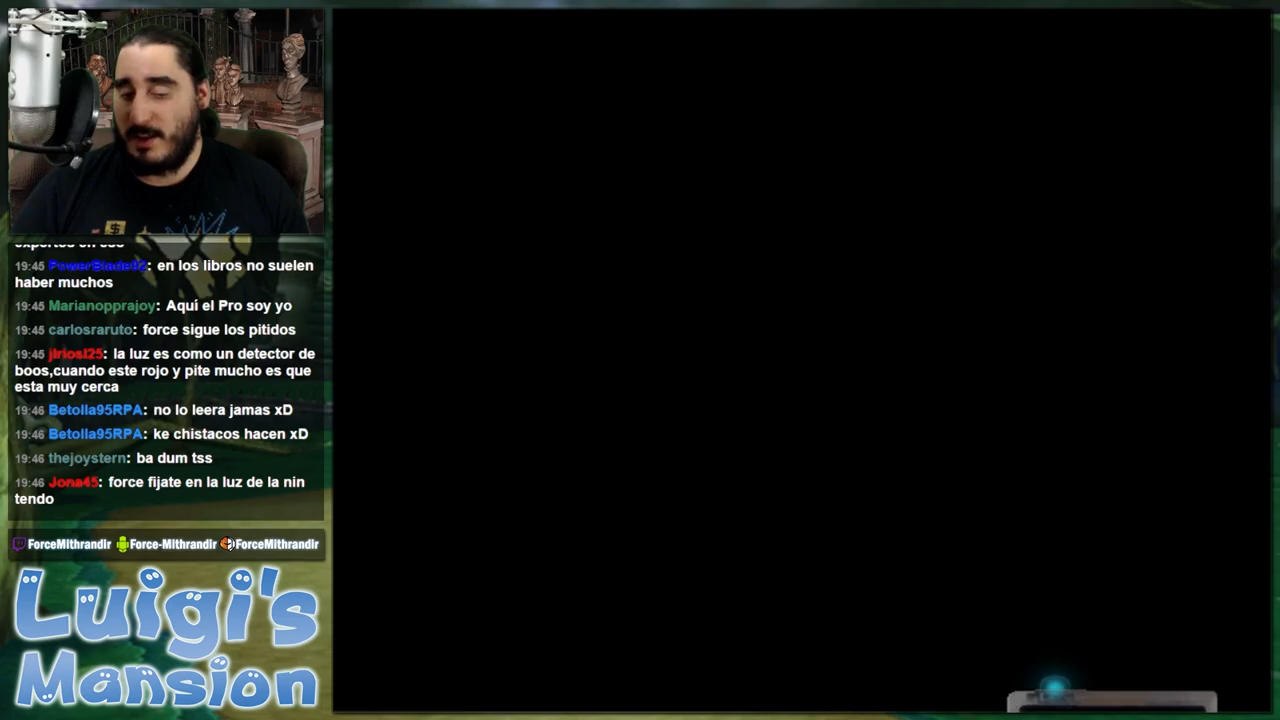 19:45 PowerBlade92: en los libros no suelen
haber muchos
19:45 Marianopprajoy: Aquí el Pro soy yo
19:45 carlosraruto: force sigue los pitidos
19:45 jlriosl25: la luz es como un detector de
boos,cuando este rojo y pite mucho es que
esta muy cerca
19:46 Betolla95RPA: no lo leera jamas xD
19:46 Betolla95RPA: ke chistacos hacen xD
19:46 thejoystern: ba dum tss
19:46 Jona45: force fijate en la luz de la nin
tendo
ForceMithrandir Force-Mithrandir ForceMithrandir
Luigi's
Mansion